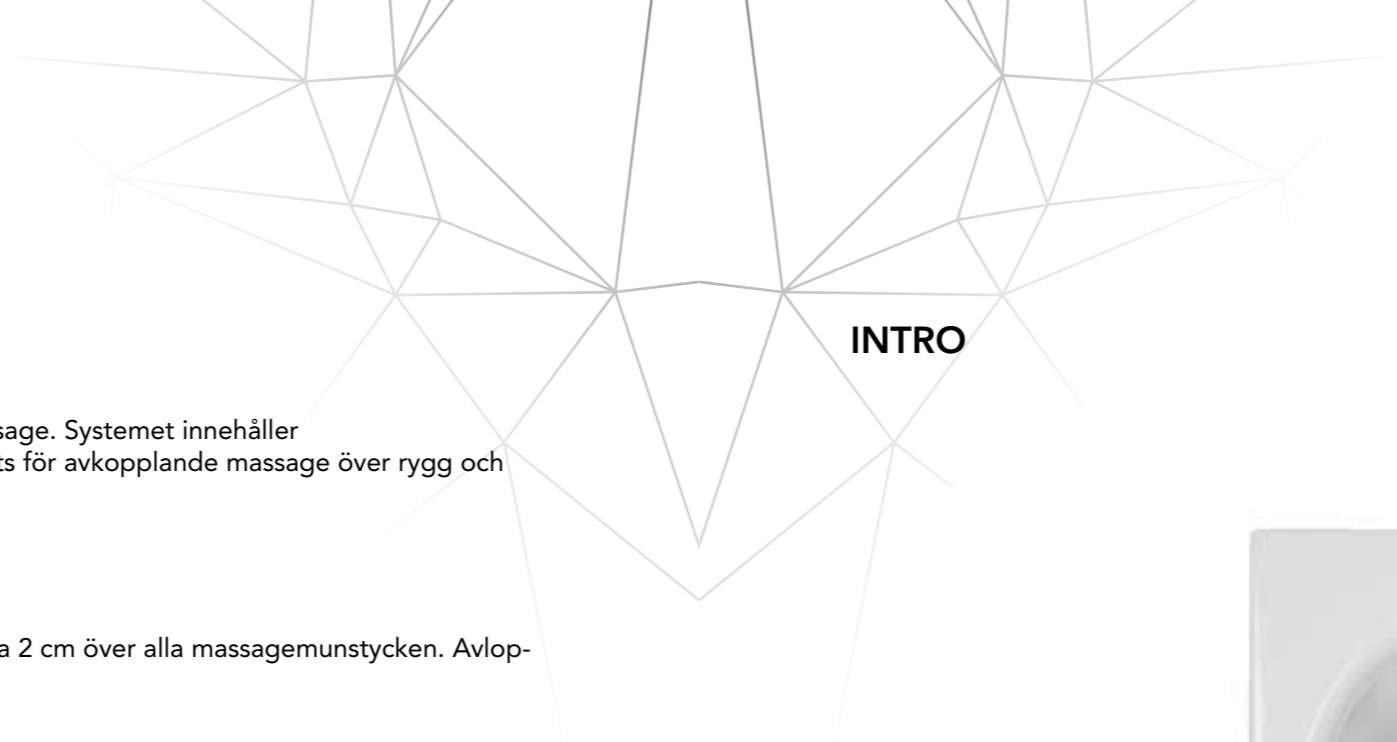 INTRO
sage. Systemet innehåller
ts för avkopplande massage över rygg och
a 2 cm över alla massagemunstycken. Avlop-